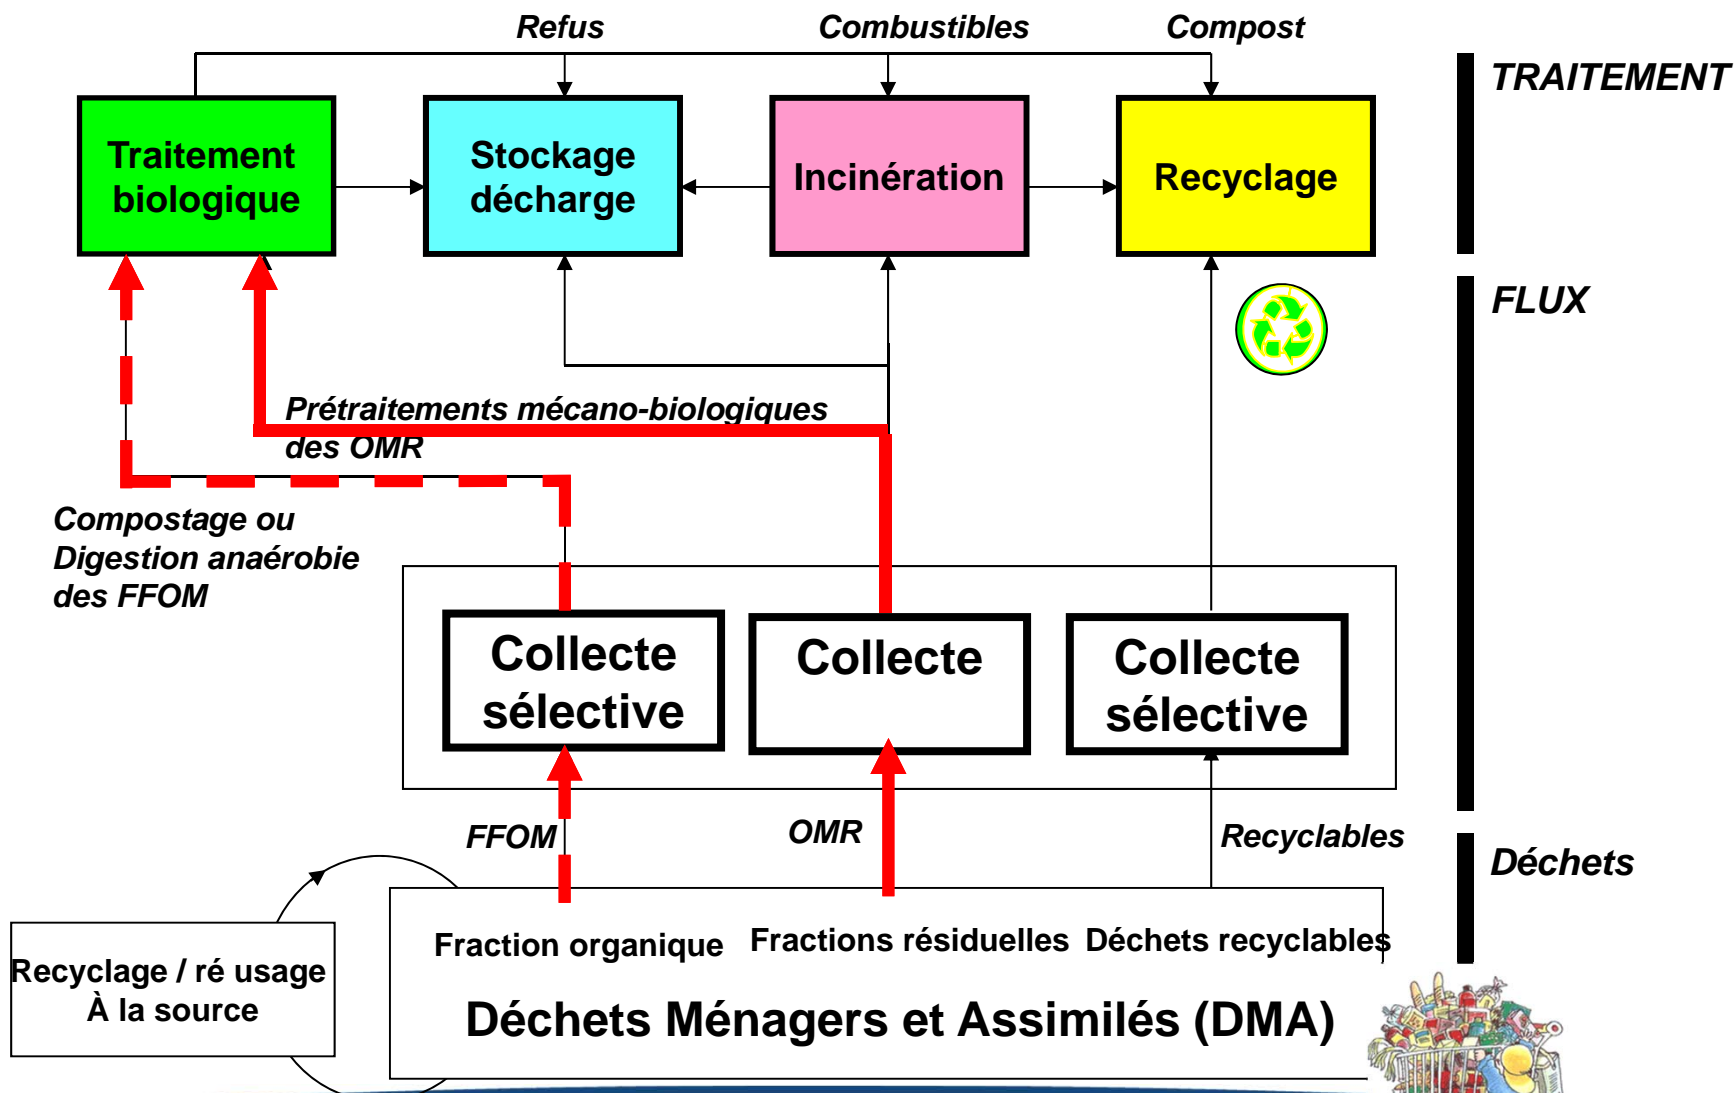 Refus
Combustibles
Compost
TRAITEMENT
Traitement
biologique
Stockage
décharge
Incinération
Recyclage
FLUX
Prétraitements mécano-biologiques
des OMR
Compostage ou
Digestion anaérobie
des FFOM
Collecte
sélective
Collecte
Collecte
sélective
FFOM
OMR
Recyclables
Déchets
Recyclage / ré usage
À la source
Fraction organique
Fractions résiduelles
Déchets recyclables
Déchets Ménagers et Assimilés (DMA)